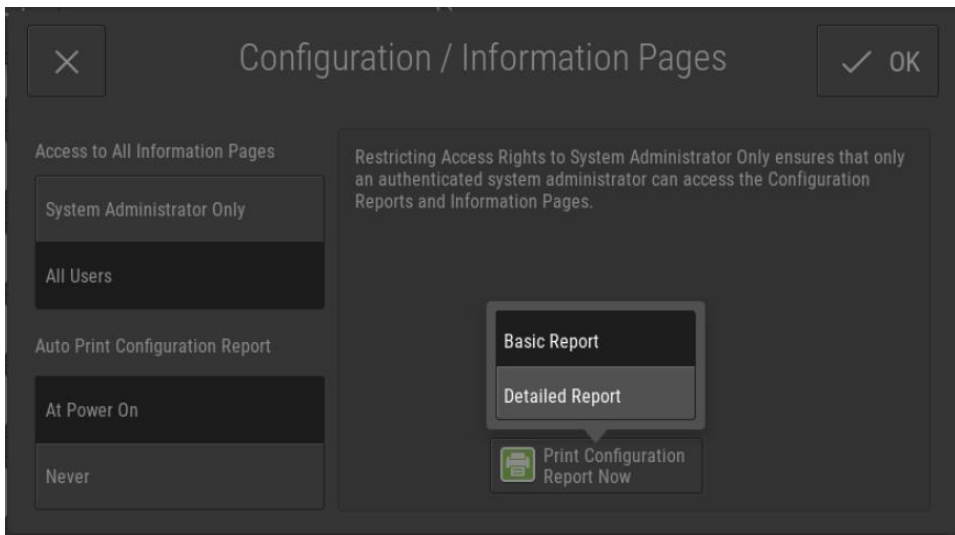 Configuration / Information Pages
OK
Access to All Information Pages
System Administrator Only
All Users
Auto Print Configuration Report
At Power On
Never
Restricting Access Rights to System Administrator Only ensures that only
an authenticated system administrator can access the Configuration
Reports and Information Pages.
Basic Report
Detailed Report
Print Configuration
Report Now